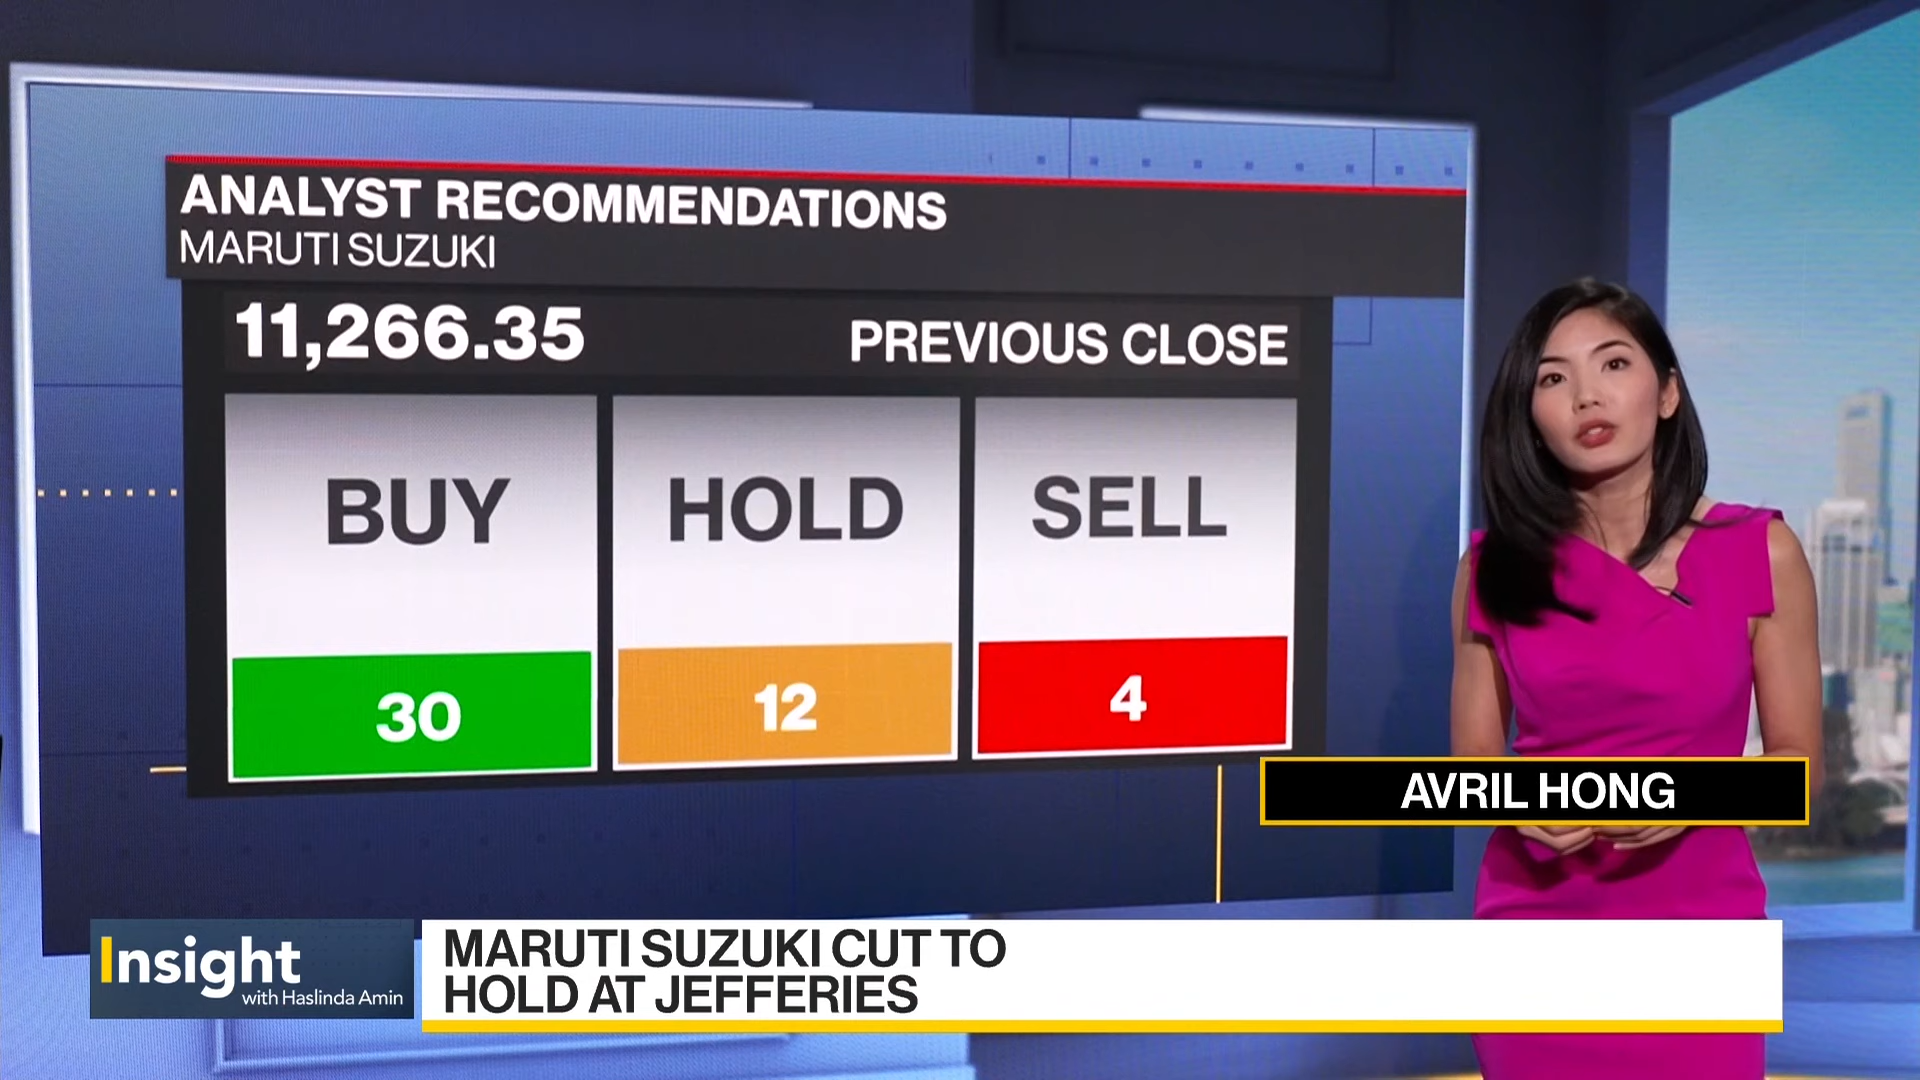 ANALYST RECOMMENDATIONS
MARUTI SUZUKI
11,266.35 PREVIOUS CLOSE
BUY HOLD SELL
30 12 4
AVRIL HONG
Insight
with Haslinda Amin
MARUTI SUZUKI CUT TO
HOLD AT JEFFERIES